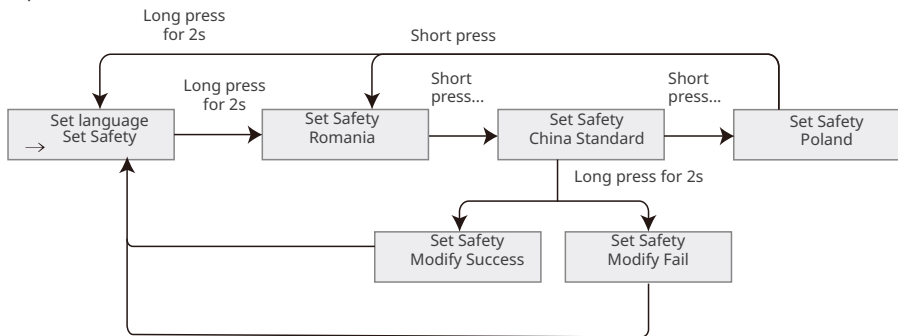 Long press
for 2s
Short press
Long press
for 2s
Short
press...
Short
press...
Set language
Set Safety
→
Set Safety
Romania
Set Safety
China Standard
Set Safety
Poland
Long press for 2s
Set Safety
Modify Success
Set Safety
Modify Fail